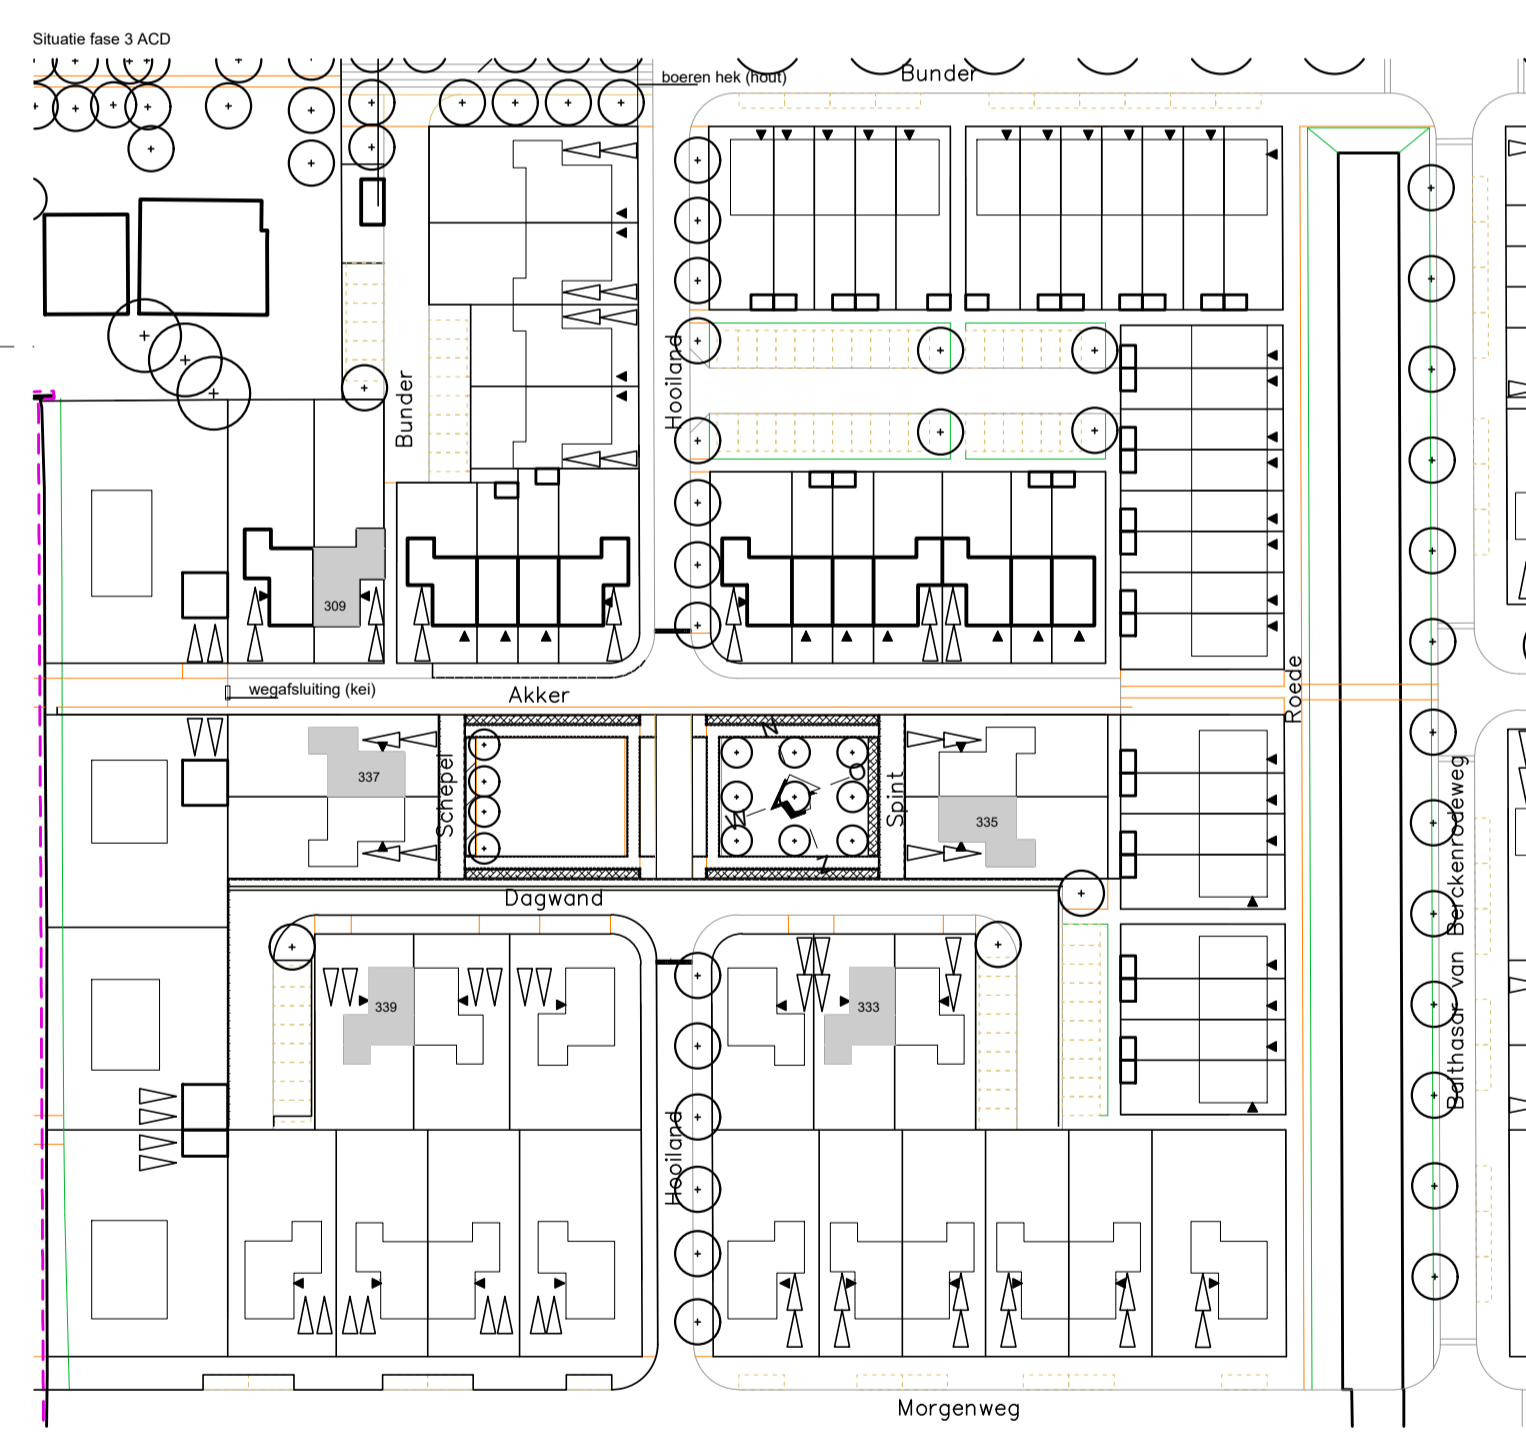 Situatie fase 3 ACD
boeren hek (hout)
Bunder
Bunder
Hooiland
309
wegafsluiting (kei)
Akker
Roede
337
Schepel
N
O
W
Z
Spint
335
Balthasar van Berckenrodeweg
Dagwand
339
333
Hooiland
Morgenweg